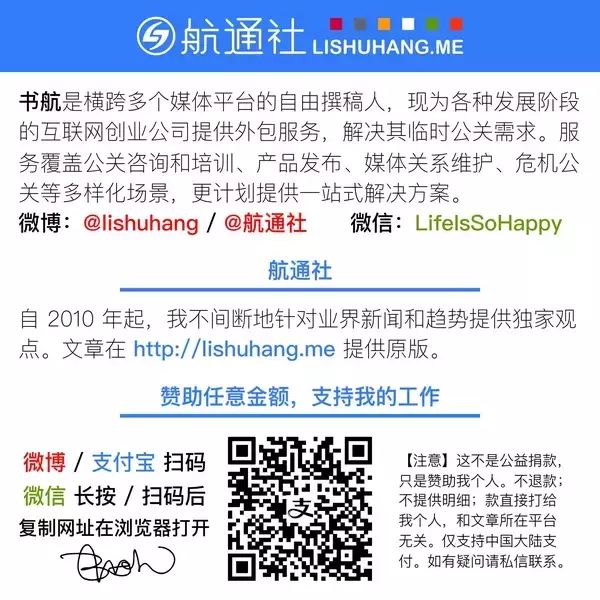 航通社 LISHUHANG.ME
书航是横跨多个媒体平台的自由撰稿人，现为各种发展阶段
的互联网创业公司提供外包服务，解决其临时公关需求。服
务覆盖公关咨询和培训、产品发布、媒体关系维护、危机公
关等多样化场景，更计划提供一站式解决方案。
微博：@lishuhang / @航通社 微信：LifeIsSoHappy
航通社
自 2010 年起，我不间断地针对业界新闻和趋势提供独家观
点。文章在 http://lishuhang.me 提供原版。
赞助任意金额，支持我的工作
微博 / 支付宝 扫码
微信 长按 / 扫码后
复制网址在浏览器打开
支
【注意】这不是公益捐款，
只是赞助我个人。不退款；
不提供明细；款直接打给
我个人，和文章所在平台
无关。仅支持中国大陆支
付。如有疑问请私信联系。